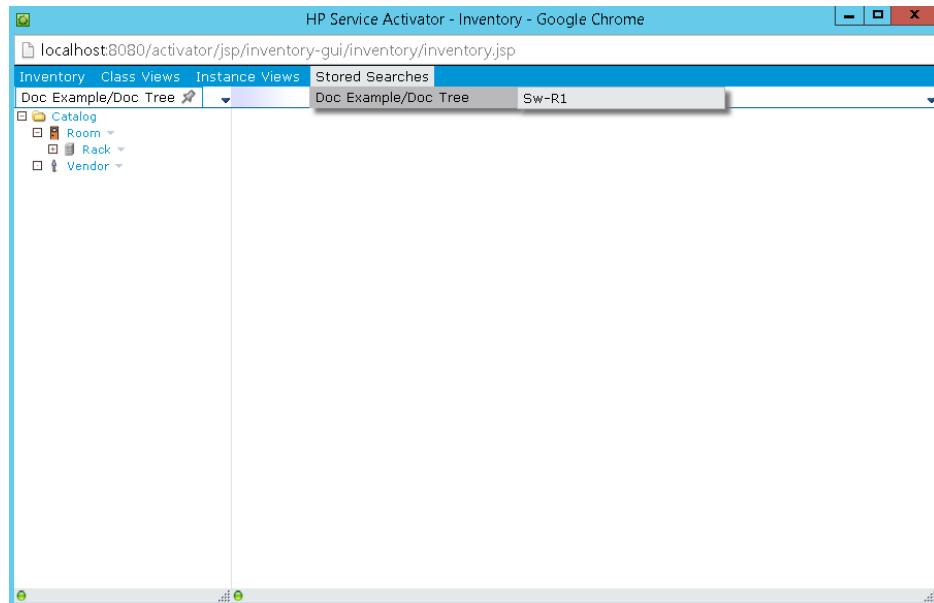 HP Service Activator - Inventory - Google Chrome
localhost:8080/activator/jsp/inventory-gui/inventory/inventory.jsp
Inventory Class Views Instance Views Stored Searches
Doc Example/Doc Tree Doc Example/Doc Tree Sw-R1
Catalog
Room
Rack
Vendor